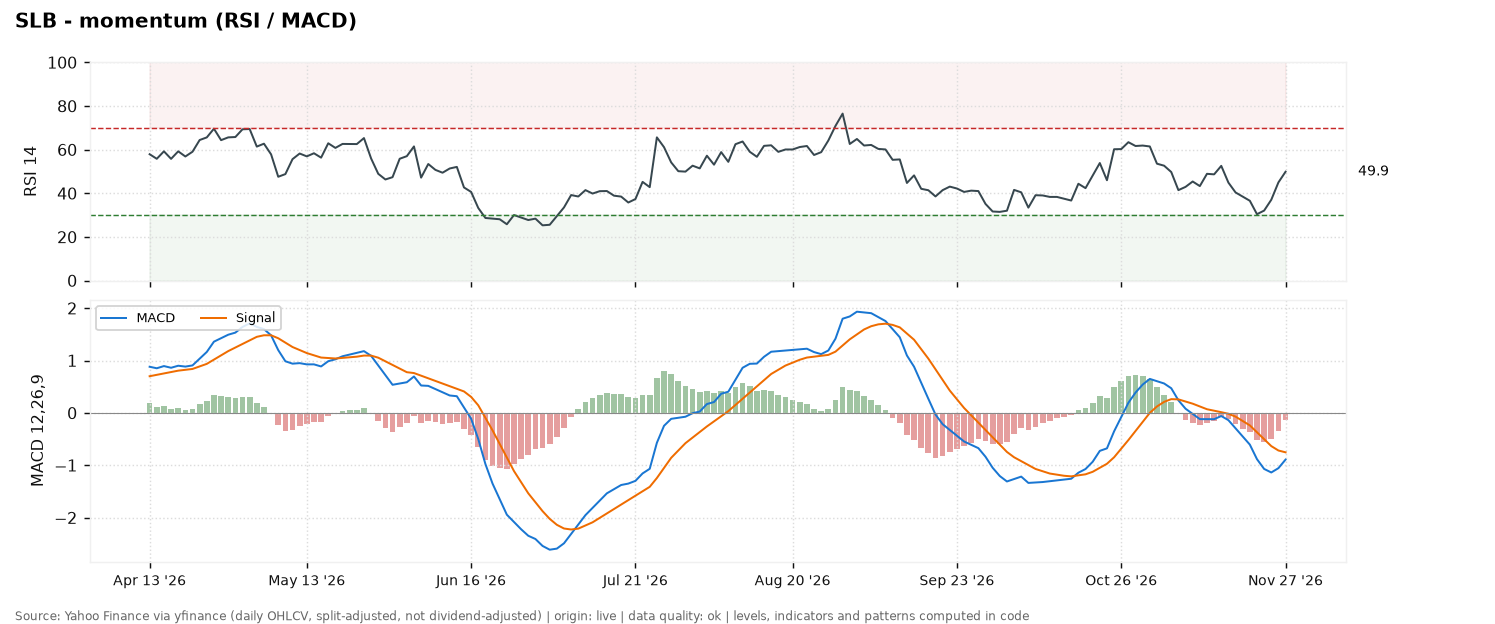 SLB - momentum (RSI / MACD)
100
80
60
40
20
0
RSI 14
49.9
MACD Signal
2
1
0
−1
−2
MACD 12,26,9
Apr 13 '26 May 13 '26 Jun 16 '26 Jul 21 '26 Aug 20 '26 Sep 23 '26 Oct 26 '26 Nov 27 '26
Source: Yahoo Finance via yfinance (daily OHLCV, split-adjusted, not dividend-adjusted) | origin: live | data quality: ok | levels, indicators and patterns computed in code